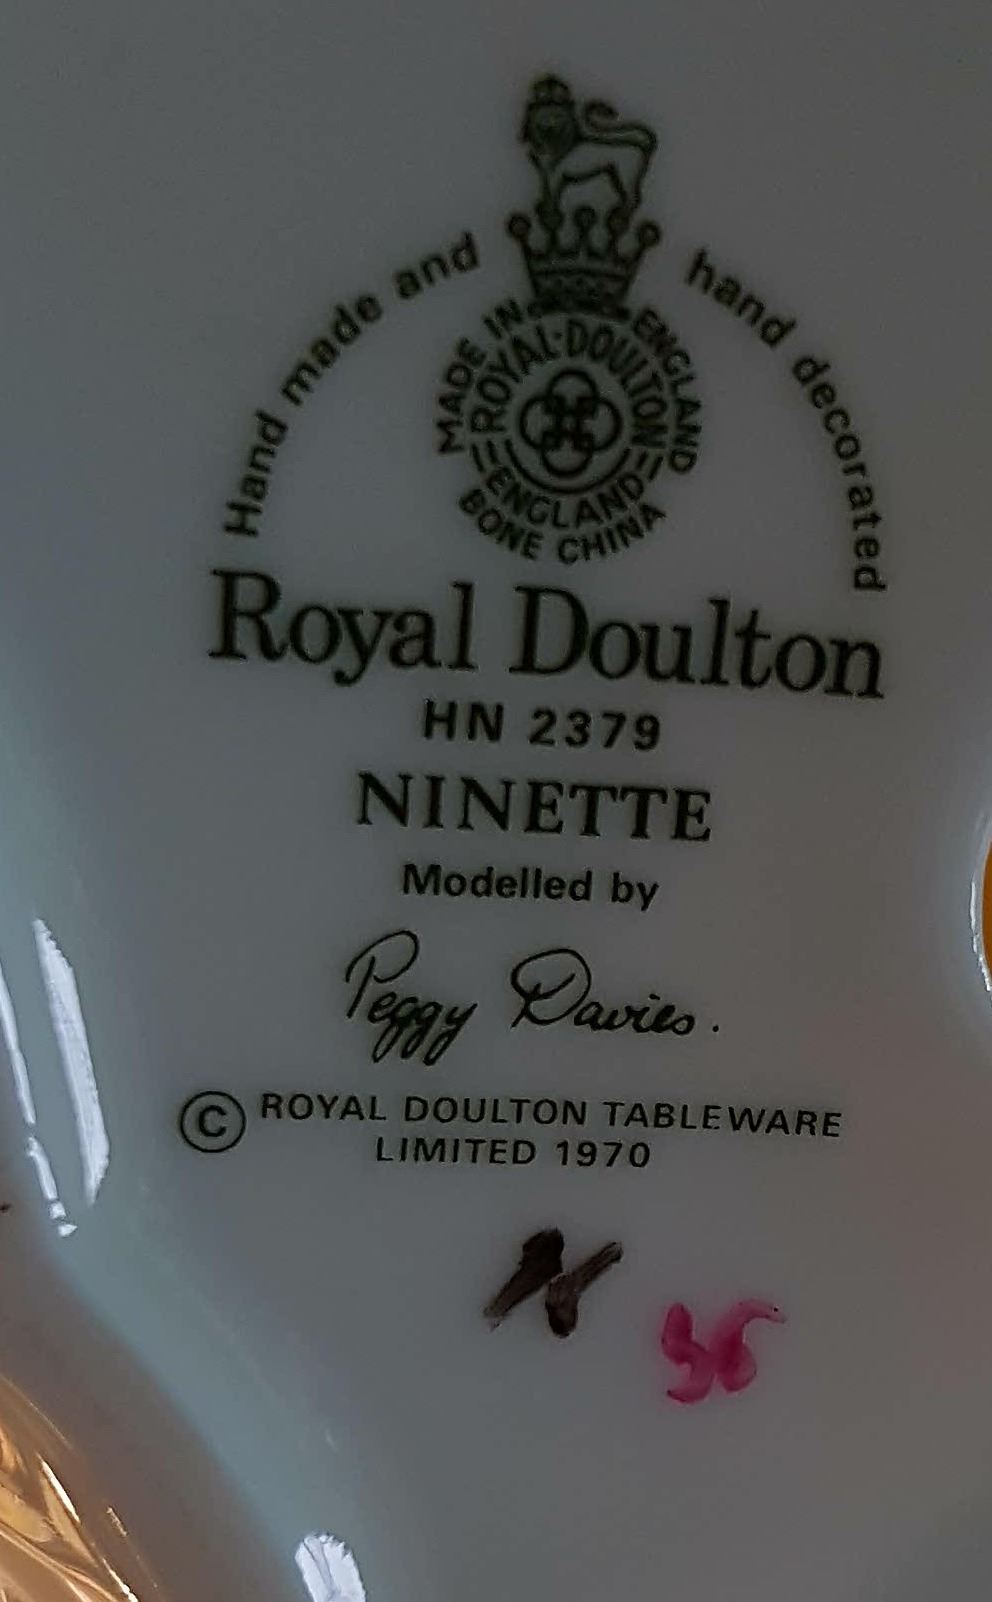 Hand made and hand decorated
MADE IN ENGLAND
ROYAL·DOULTON
ENGLAND
BONE CHINA
Royal Doulton
HN 2379
NINETTE
Modelled by
Peggy Davies.
© ROYAL DOULTON TABLEWARE
LIMITED 1970